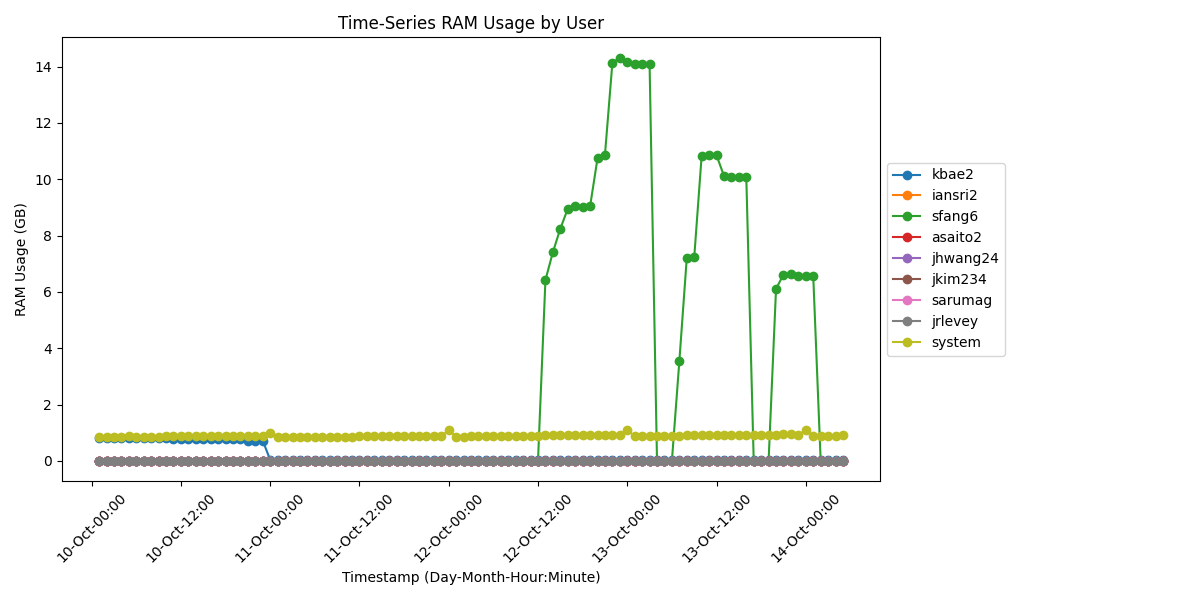 Time-Series RAM Usage by User
RAM Usage (GB)
14
12
10
8
6
4
2
0
10-Oct-00:00
10-Oct-12:00
11-Oct-00:00
11-Oct-12:00
12-Oct-00:00
12-Oct-12:00
13-Oct-00:00
13-Oct-12:00
14-Oct-00:00
Timestamp (Day-Month-Hour:Minute)
kbae2
iansri2
sfang6
asaito2
jhwang24
jkim234
sarumag
jrlevey
system